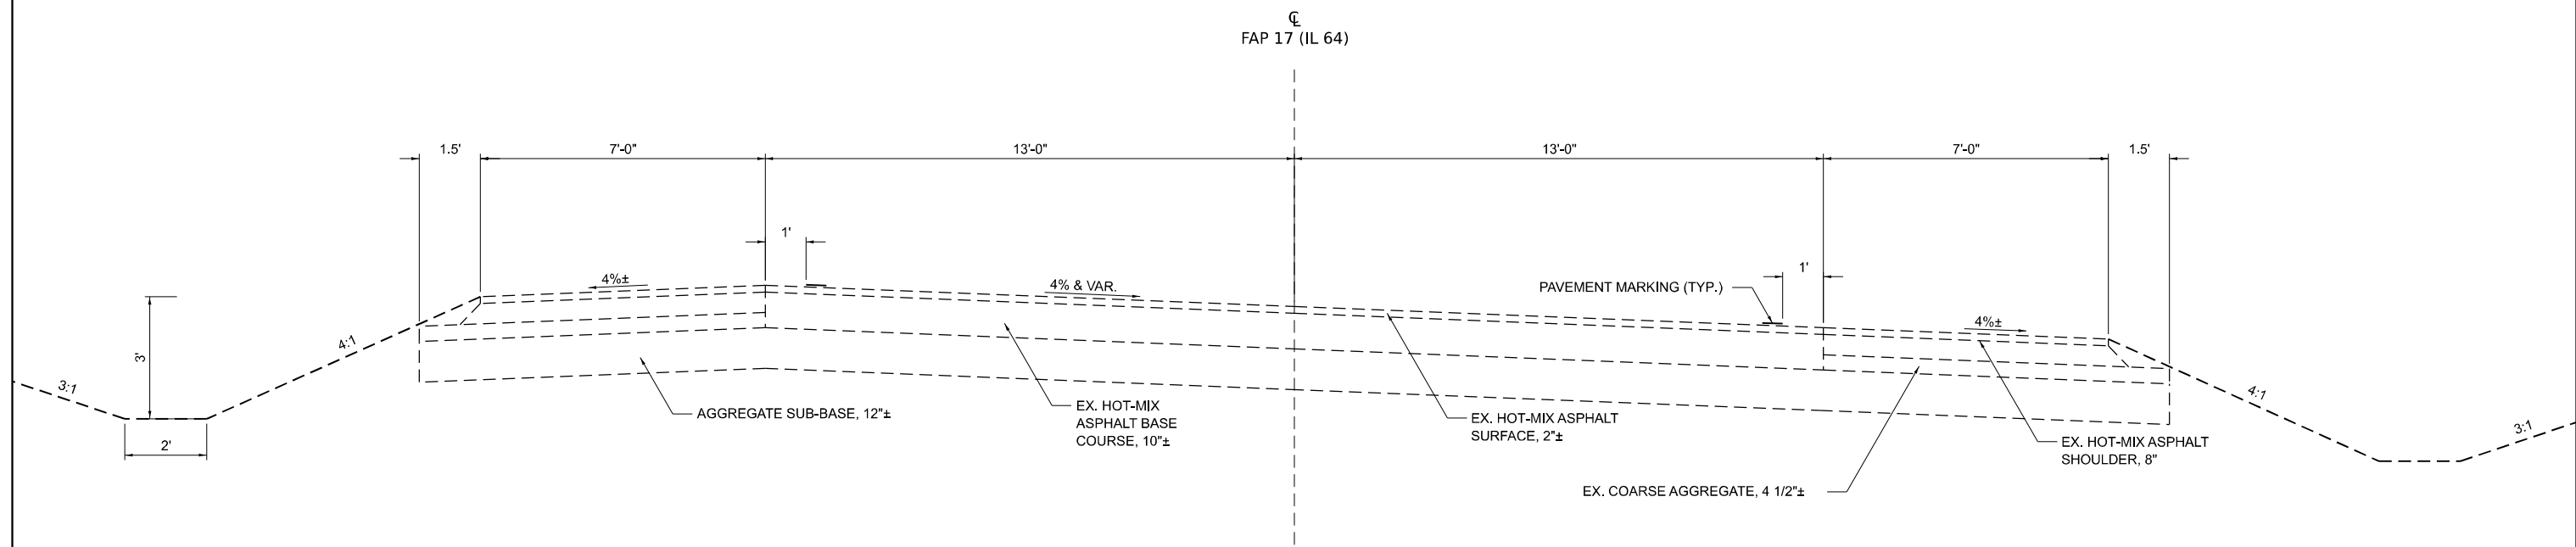 ℄
FAP 17 (IL 64)
1.5'
7'-0"
13'-0"
13'-0"
7'-0"
1.5'
1'
1'
4%±
4% & VAR.
PAVEMENT MARKING (TYP.)
4%±
3'
4:1
3:1
2'
AGGREGATE SUB-BASE, 12"±
EX. HOT-MIX
ASPHALT BASE
COURSE, 10"±
EX. HOT-MIX ASPHALT
SURFACE, 2"±
EX. HOT-MIX ASPHALT
SHOULDER, 8"
EX. COARSE AGGREGATE, 4 1/2"±
4:1
3:1